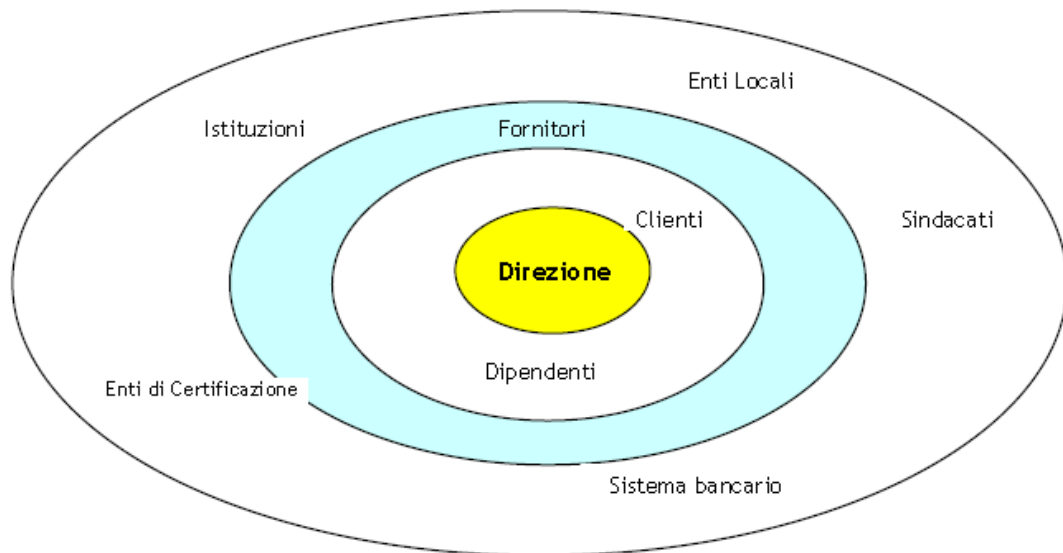 Enti Locali
Istituzioni
Fornitori
Clienti
Sindacati
Direzione
Dipendenti
Enti di Certificazione
Sistema bancario